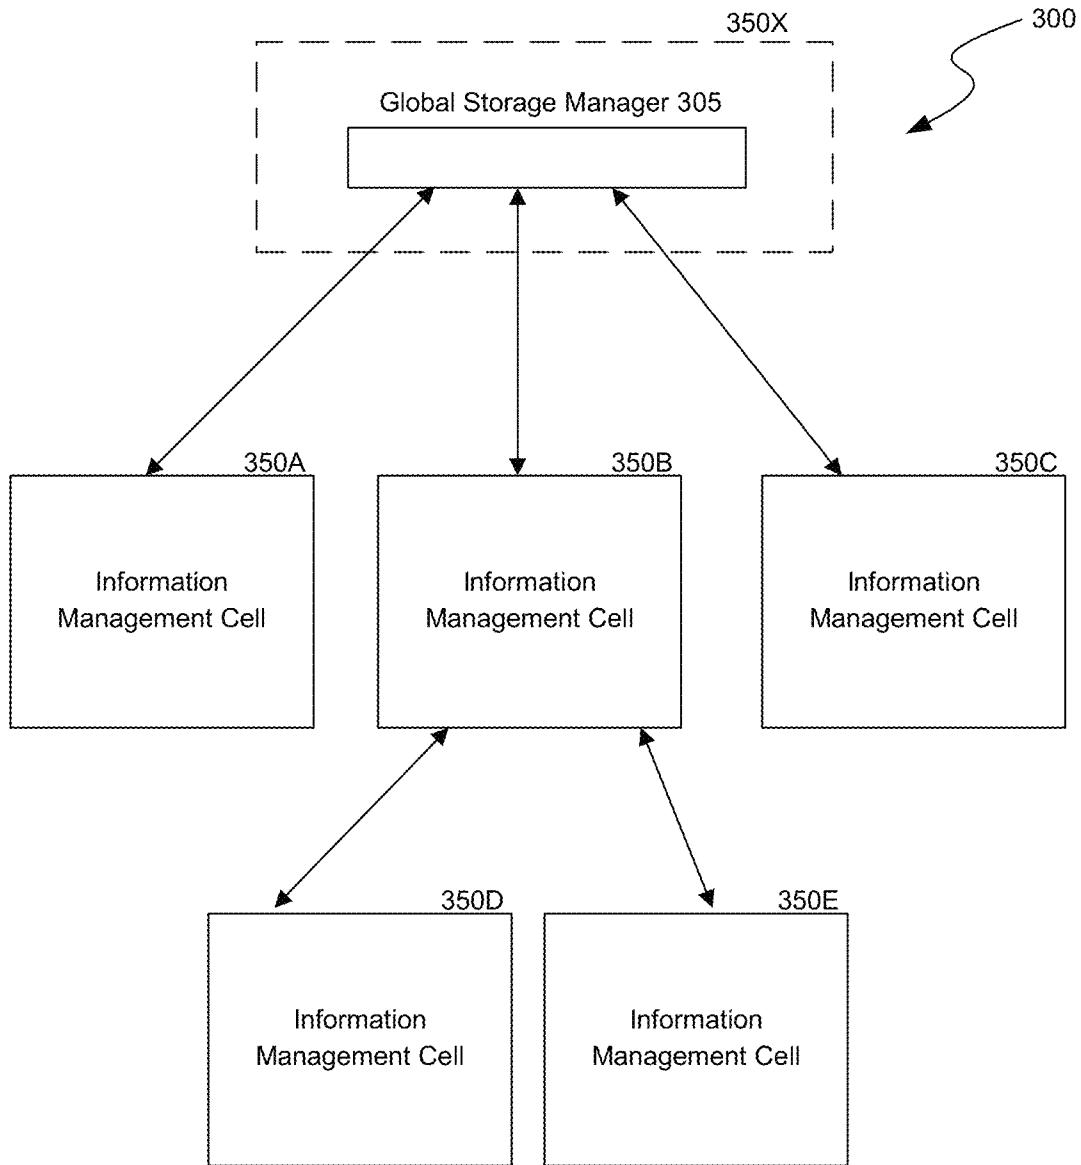 300
350X
Global Storage Manager 305
350A
350B
350C
Information
Management Cell
Information
Management Cell
Information
Management Cell
350D
350E
Information
Management Cell
Information
Management Cell